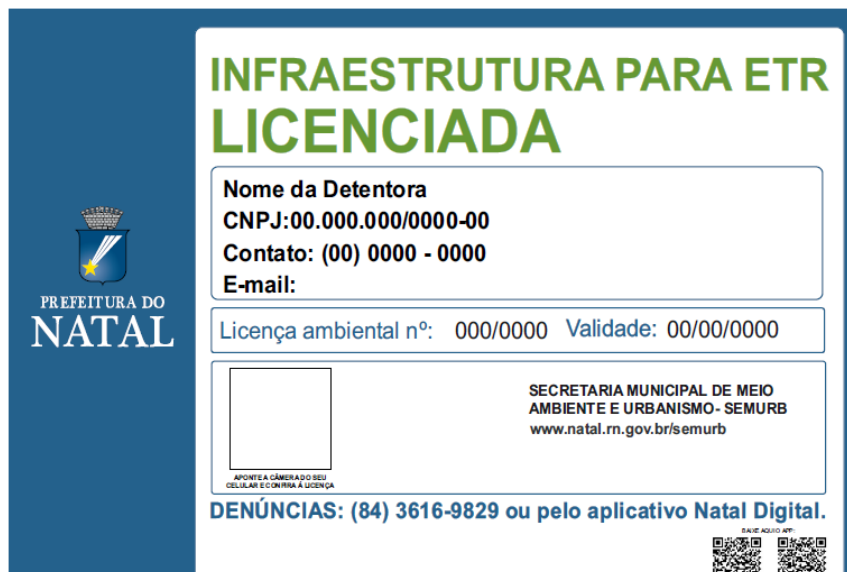 INFRAESTRUTURA PARA ETR
LICENCIADA
Nome da Detentora
CNPJ:00.000.000/0000-00
Contato: (00) 0000 - 0000
E-mail:
PREFEITURA DO
NATAL
Licença ambiental nº: 000/0000 Validade: 00/00/0000
SECRETARIA MUNICIPAL DE MEIO
AMBIENTE E URBANISMO- SEMURB
www.natal.rn.gov.br/semurb
APONTE A CÂMERA DO SEU
CELULAR E CONFIRA Á LICENÇA
DENÚNCIAS: (84) 3616-9829 ou pelo aplicativo Natal Digital.
BAIXE AQUI O APP: